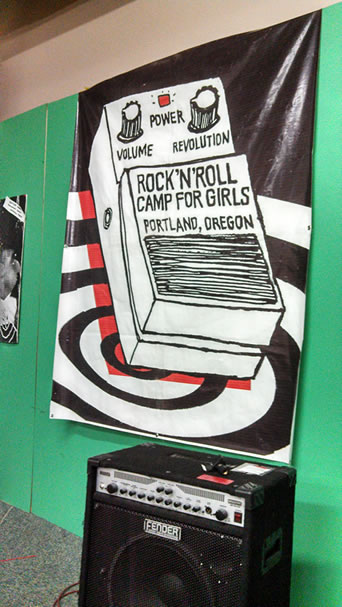 POWER
VOLUME REVOLUTION
ROCK'N'ROLL
CAMP FOR GIRLS
PORTLAND, OREGON
FENDER